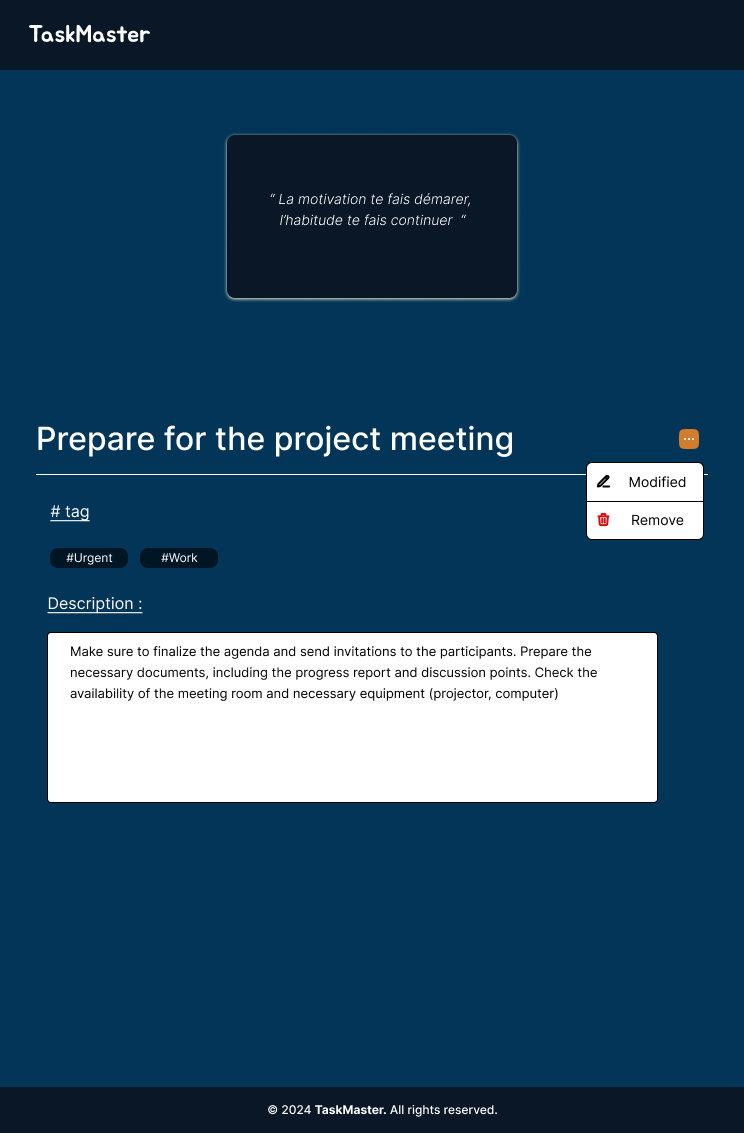 TaskMaster
“ La motivation te fais démarer,
l’habitude te fais continuer “
Prepare for the project meeting
Modified
Remove
# tag
#Urgent #Work
Description :
Make sure to finalize the agenda and send invitations to the participants. Prepare the
necessary documents, including the progress report and discussion points. Check the
availability of the meeting room and necessary equipment (projector, computer)
© 2024 TaskMaster. All rights reserved.